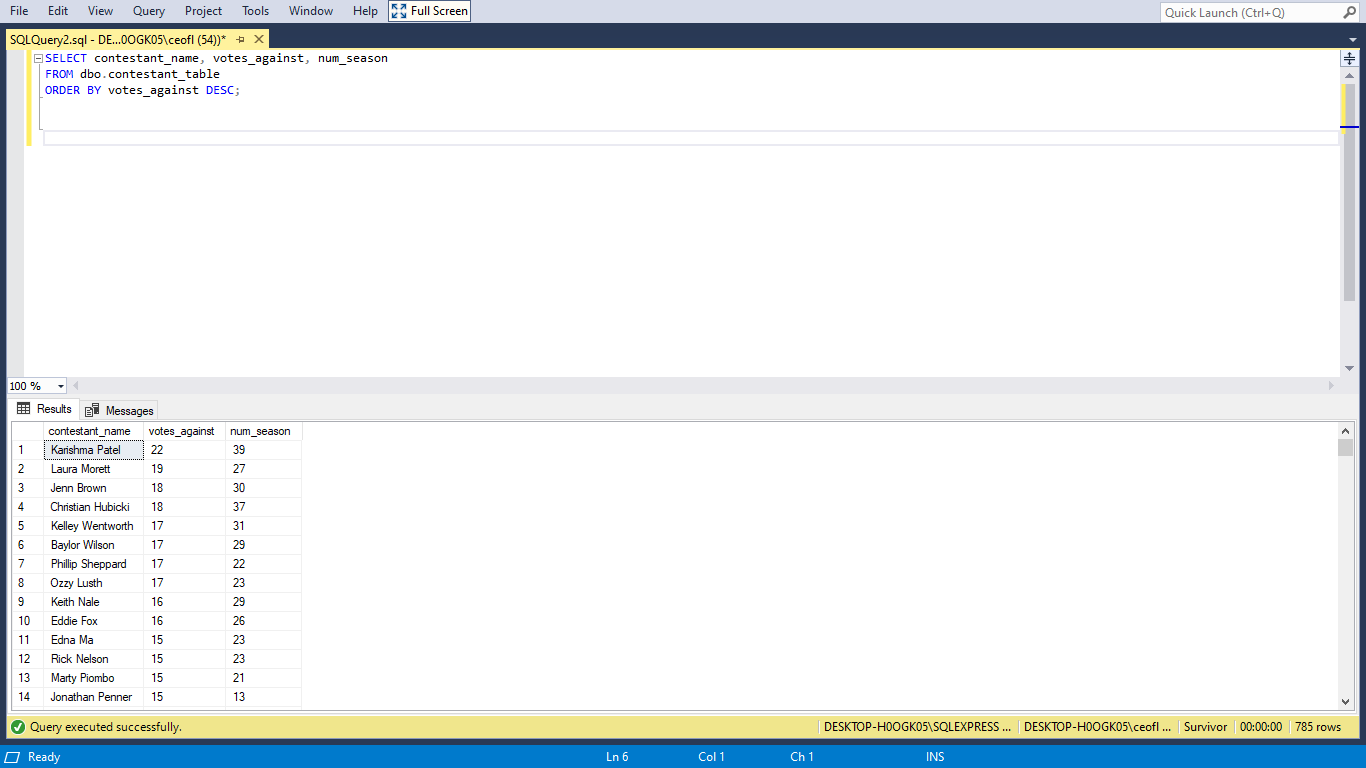 File Edit View Query Project Tools Window Help Full Screen
Quick Launch (Ctrl+Q)
SQLQuery2.sql - DE...0OGK05\ceofl (54))*
SELECT contestant_name, votes_against, num_season
FROM dbo.contestant_table
ORDER BY votes_against DESC;
100 %
Results Messages
contestant_name votes_against num_season
1 Karishma Patel 22 39
2 Laura Morett 19 27
3 Jenn Brown 18 30
4 Christian Hubicki 18 37
5 Kelley Wentworth 17 31
6 Baylor Wilson 17 29
7 Phillip Sheppard 17 22
8 Ozzy Lusth 17 23
9 Keith Nale 16 29
10 Eddie Fox 16 26
11 Edna Ma 15 23
12 Rick Nelson 15 23
13 Marty Piombo 15 21
14 Jonathan Penner 15 13
Query executed successfully. DESKTOP-H0OGK05\SQLEXPRESS ... DESKTOP-H0OGK05\ceofl ... Survivor 00:00:00 785 rows
Ready Ln 6 Col 1 Ch 1 INS